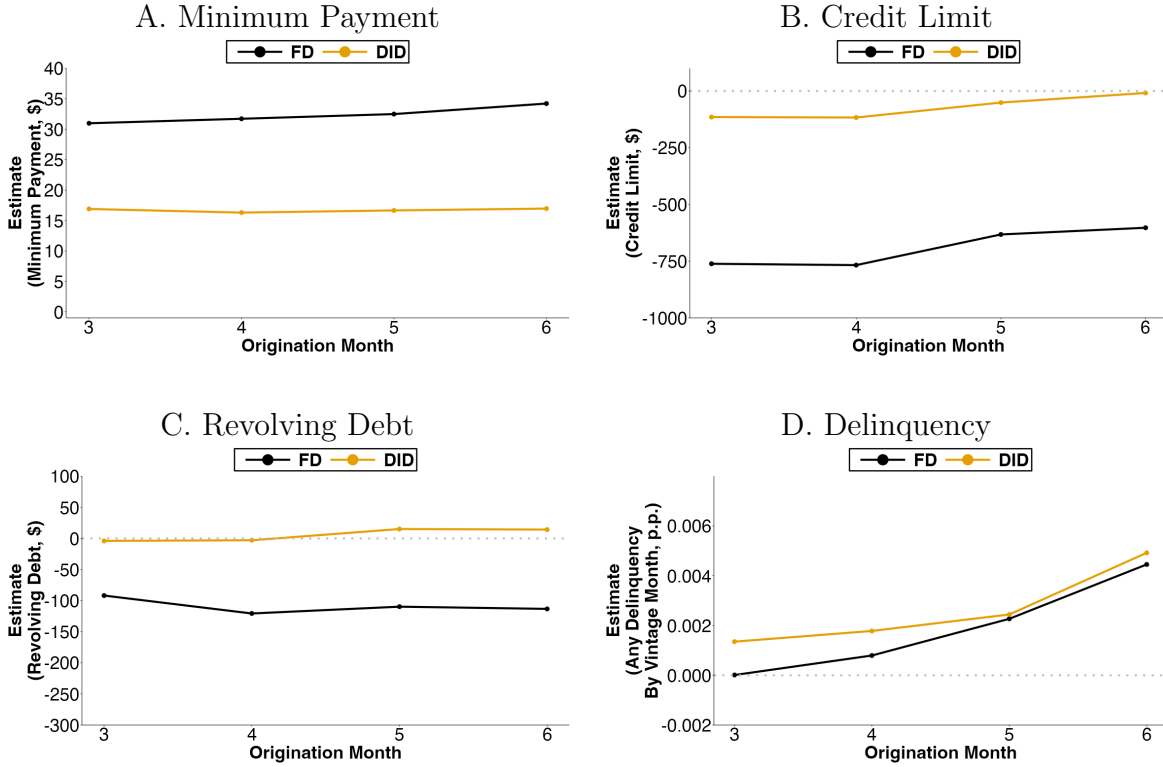 A. Minimum Payment
FD DID
Estimate
(Minimum Payment, $)
40
35
30
25
20
15
10
5
0
3 4 5 6
Origination Month
B. Credit Limit
FD DID
Estimate
(Credit Limit, $)
0
-250
-500
-750
-1000
3 4 5 6
Origination Month
C. Revolving Debt
FD DID
Estimate
(Revolving Debt, $)
100
50
0
-50
-100
-150
-200
-250
-300
3 4 5 6
Origination Month
D. Delinquency
FD DID
Estimate
(Any Delinquency
By Vintage Month, p.p.)
0.006
0.004
0.002
0.000
-0.002
3 4 5 6
Origination Month